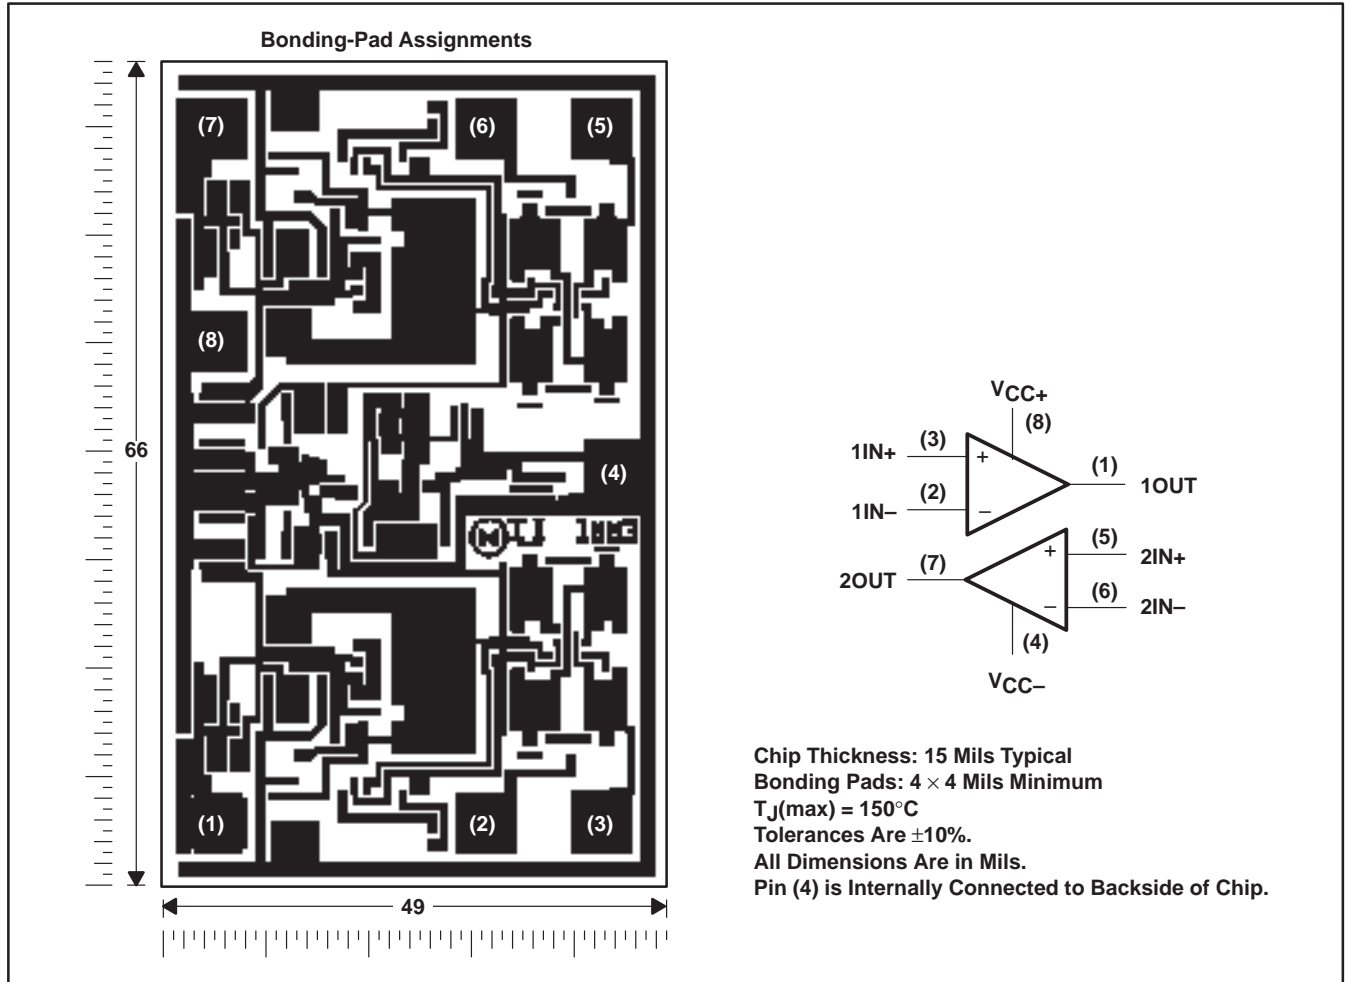 Bonding-Pad Assignments
(7)
(6)
(5)
(8)
66
(4)
(1)
(2)
(3)
49
VCC+
(8)
1IN+
(3)
+
(1)
1OUT
1IN–
(2)
–
2OUT
(7)
+
(5)
2IN+
–
(6)
2IN–
(4)
VCC–
Chip Thickness: 15 Mils Typical
Bonding Pads: 4 × 4 Mils Minimum
TJ(max) = 150°C
Tolerances Are ±10%.
All Dimensions Are in Mils.
Pin (4) is Internally Connected to Backside of Chip.